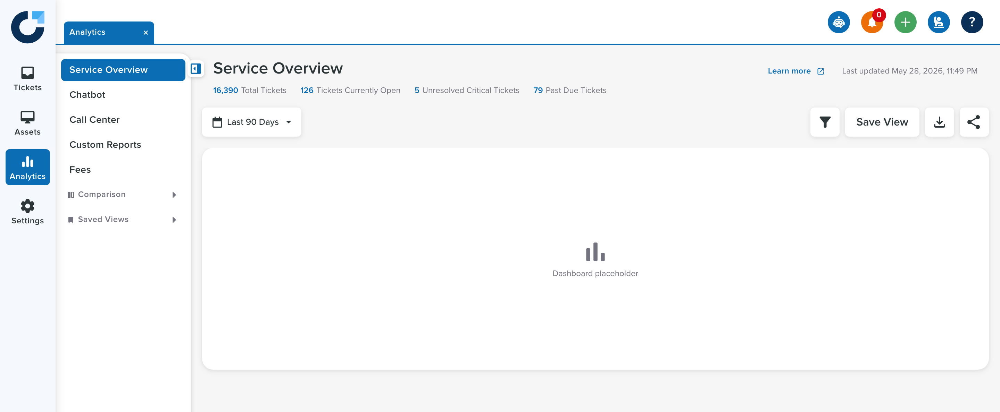 Analytics
0
?
Tickets
Assets
Analytics
Settings
Service Overview
Chatbot
Call Center
Custom Reports
Fees
Comparison
Saved Views
Service Overview
Learn more
Last updated May 28, 2026, 11:49 PM
16,390 Total Tickets 126 Tickets Currently Open 5 Unresolved Critical Tickets 79 Past Due Tickets
Last 90 Days
Save View
Dashboard placeholder